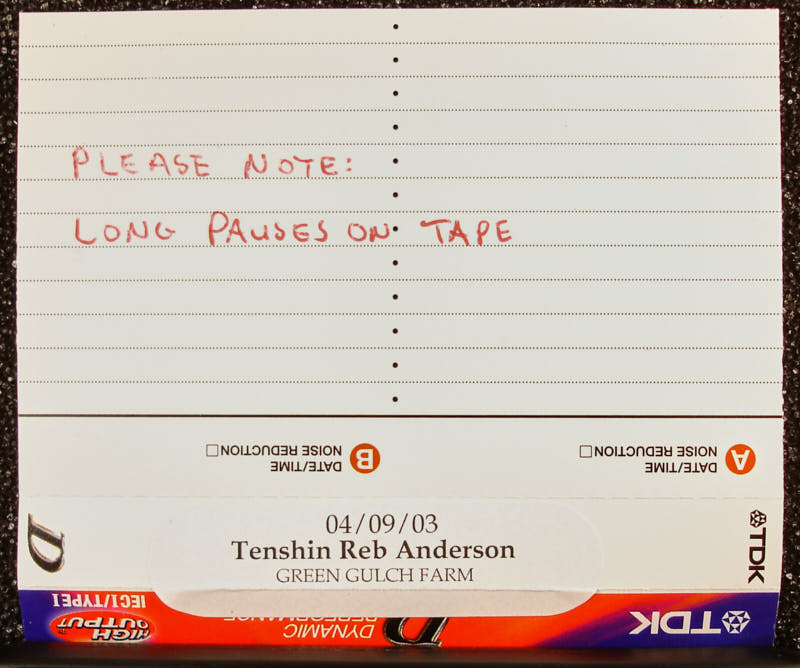 PLEASE NOTE:
LONG PAUSES ON TAPE
B DATE/TIME
NOISE REDUCTION
A DATE/TIME
NOISE REDUCTION
D
04/09/03
Tenshin Reb Anderson
GREEN GULCH FARM
TDK
IECI/TYPE I
HIGH OUTPUT
DYNAMIC
PERFORMANCE
D
TDK